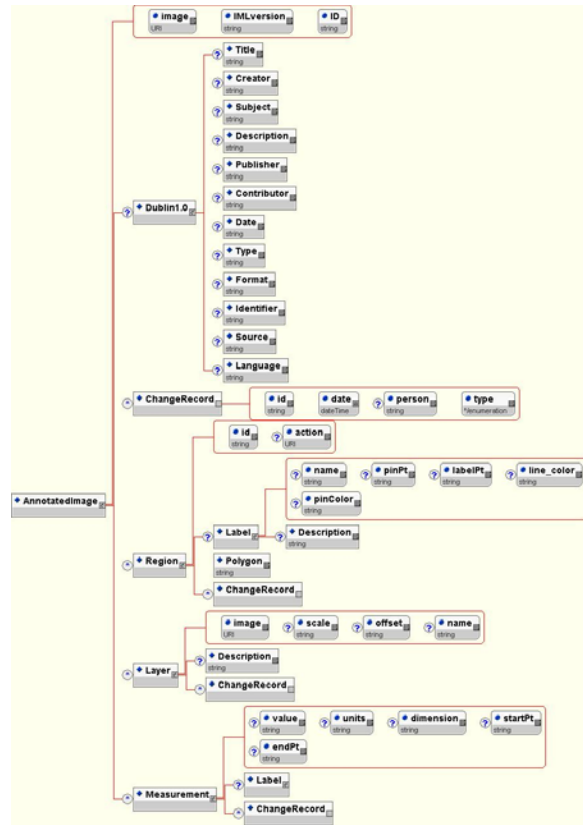 image IMLversion ID
URI string string
Title
string
Creator
string
Subject
string
Description
string
Publisher
string
Contributor
string
? Dublin1.0
Date
string
Type
string
Format
string
Identifier
string
Source
string
Language
string
* ChangeRecord
id date ? person type
string dateTime string */enumeration
id ? action
string URI
? name ? pinPt ? labelPt ? line_color
string string string string
? pinColor
string
AnnotatedImage
? Label ? Description
string
* Region
Polygon
string
* ChangeRecord
image ? scale ? offset ? name
URI string string string
? Description
string
* Layer
* ChangeRecord
? value ? units ? dimension ? startPt
string string string string
? endPt
string
? Label
* Measurement
* ChangeRecord